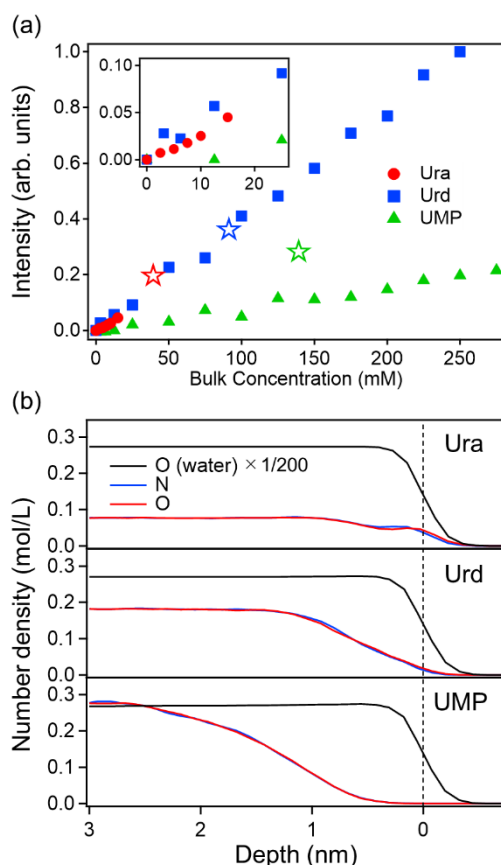 (a)
Intensity (arb. units)
1.0
0.8
0.6
0.4
0.2
0.0
0.10
0.05
0.00
0 10 20
Ura
Urd
UMP
0 50 100 150 200 250
Bulk Concentration (mM)
(b)
Number density (mol/L)
0.3
0.2
0.1
0.0
O (water) × 1/200
N
O
Ura
0.3
0.2
0.1
0.0
Urd
0.3
0.2
0.1
0.0
UMP
3 2 1 0
Depth (nm)